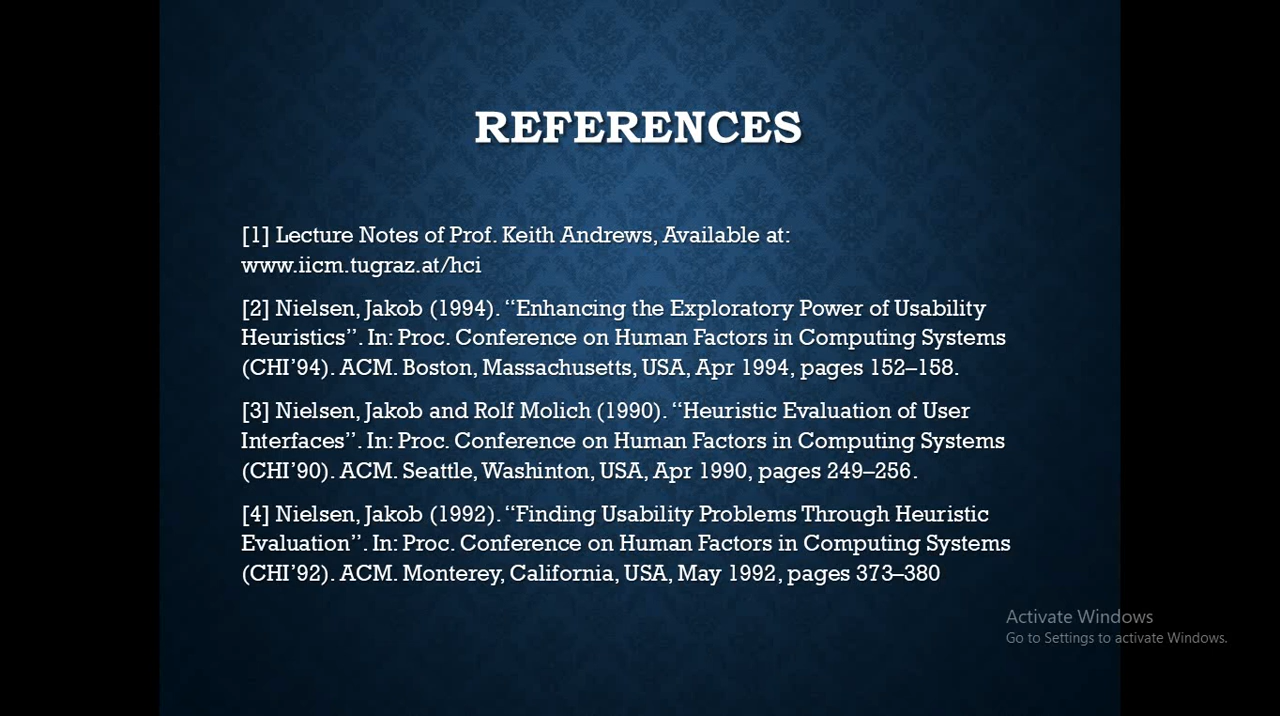 REFERENCES
[1] Lecture Notes of Prof. Keith Andrews, Available at:
www.iicm.tugraz.at/hci
[2] Nielsen, Jakob (1994). “Enhancing the Exploratory Power of Usability
Heuristics”. In: Proc. Conference on Human Factors in Computing Systems
(CHI’94). ACM. Boston, Massachusetts, USA, Apr 1994, pages 152–158.
[3] Nielsen, Jakob and Rolf Molich (1990). “Heuristic Evaluation of User
Interfaces”. In: Proc. Conference on Human Factors in Computing Systems
(CHI’90). ACM. Seattle, Washinton, USA, Apr 1990, pages 249–256.
[4] Nielsen, Jakob (1992). “Finding Usability Problems Through Heuristic
Evaluation”. In: Proc. Conference on Human Factors in Computing Systems
(CHI’92). ACM. Monterey, California, USA, May 1992, pages 373–380
Activate Windows
Go to Settings to activate Windows.